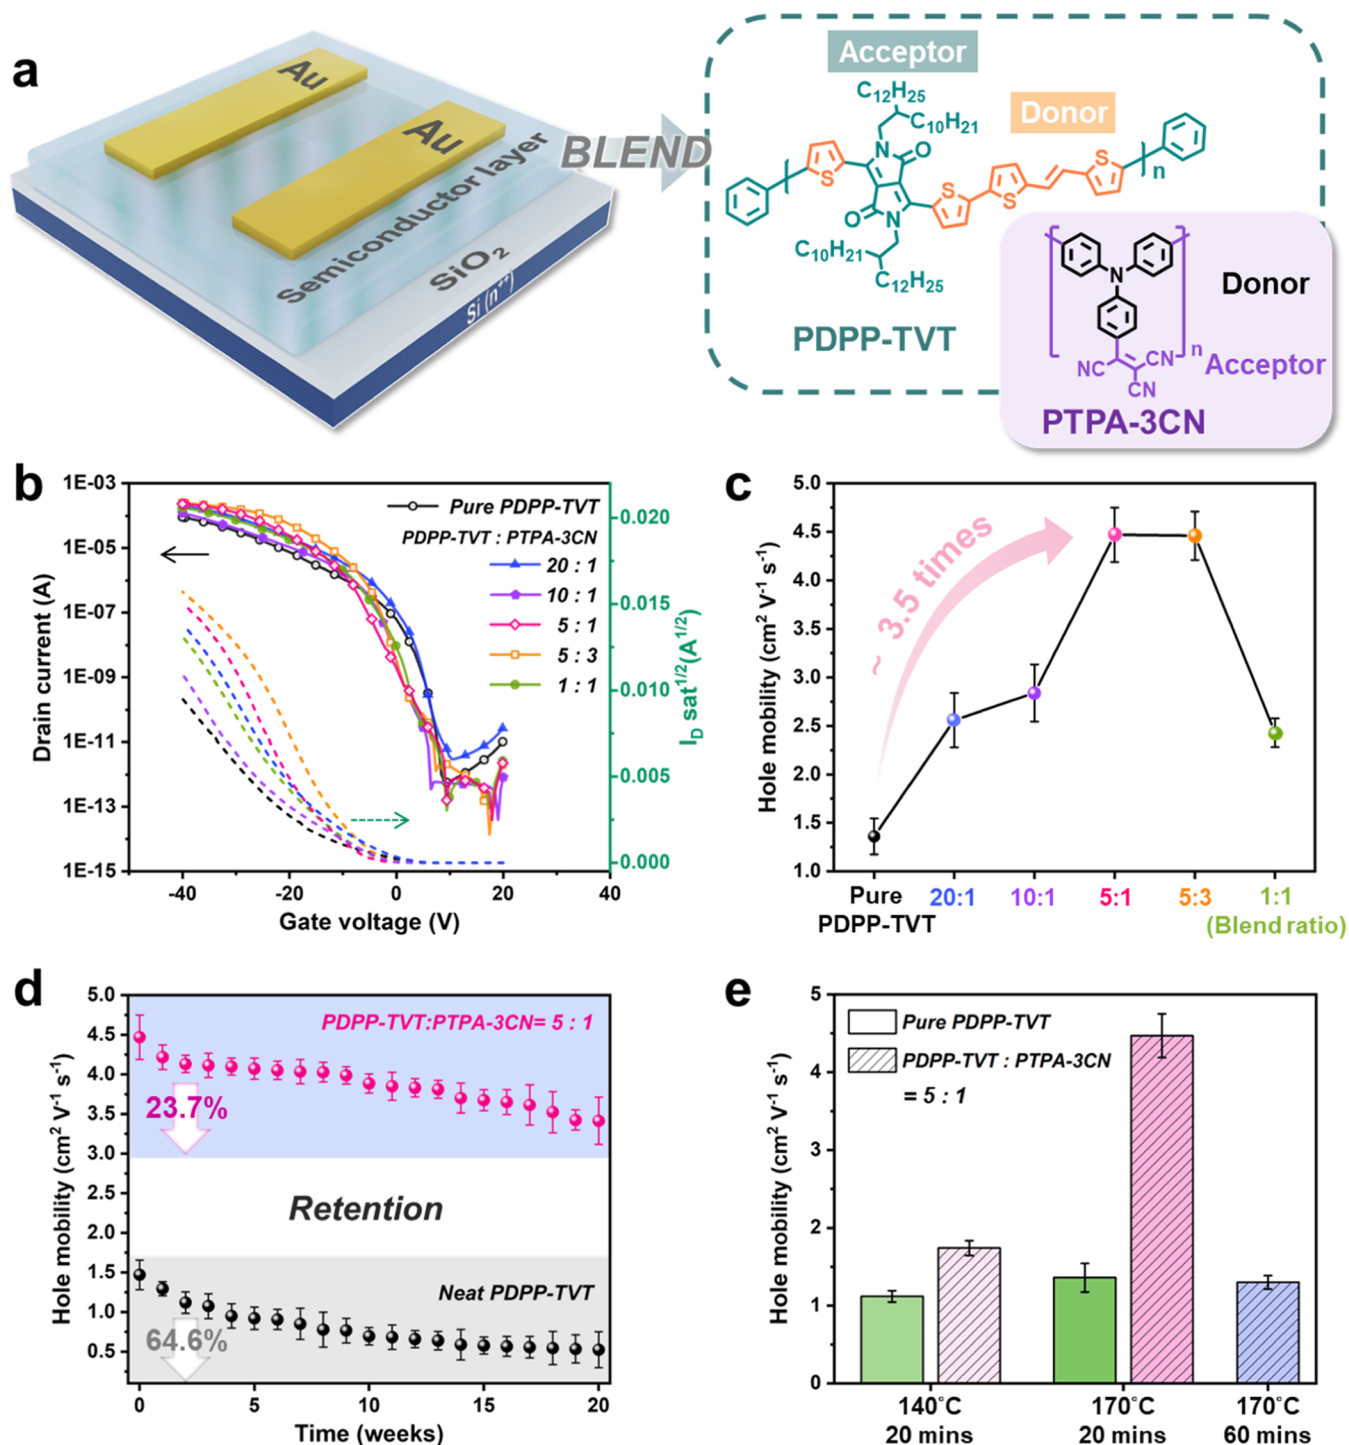 a
Au
Au
Semiconductor layer
SiO2
Si (n++)
BLEND
Acceptor
Donor
C12H25
C10H21
N
O
S
S
S
S
n
O
N
C10H21
C12H25
PDPP-TVT
N
Donor
n
NC
CN
CN
Acceptor
PTPA-3CN
b
1E-03
1E-05
1E-07
1E-09
1E-11
1E-13
1E-15
Drain current (A)
Pure PDPP-TVT
PDPP-TVT : PTPA-3CN
20 : 1
10 : 1
5 : 1
5 : 3
1 : 1
0.020
0.015
0.010
0.005
0.000
ID sat1/2(A1/2)
-40
-20
0
20
40
Gate voltage (V)
c
5.0
4.5
4.0
3.5
3.0
2.5
2.0
1.5
1.0
Hole mobility (cm2 V-1 s-1)
~ 3.5 times
Pure
PDPP-TVT
20:1
10:1
5:1
5:3
1:1
(Blend ratio)
d
5.0
4.5
4.0
3.5
3.0
2.5
2.0
1.5
1.0
0.5
Hole mobility (cm2 V-1 s-1)
PDPP-TVT:PTPA-3CN= 5 : 1
23.7%
Retention
Neat PDPP-TVT
64.6%
0
5
10
15
20
Time (weeks)
e
5
4
3
2
1
0
Hole mobility (cm2 V-1 s-1)
Pure PDPP-TVT
PDPP-TVT : PTPA-3CN
= 5 : 1
140°C
20 mins
170°C
20 mins
170°C
60 mins